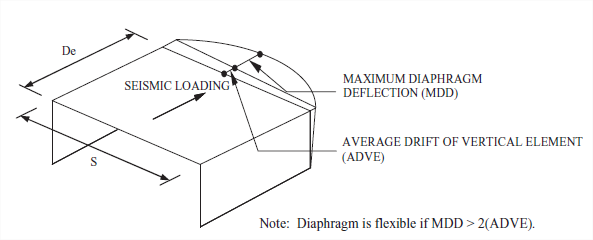 De
SEISMIC LOADING
MAXIMUM DIAPHRAGM
DEFLECTION (MDD)
AVERAGE DRIFT OF VERTICAL ELEMENT
(ADVE)
S
Note: Diaphragm is flexible if MDD > 2(ADVE).